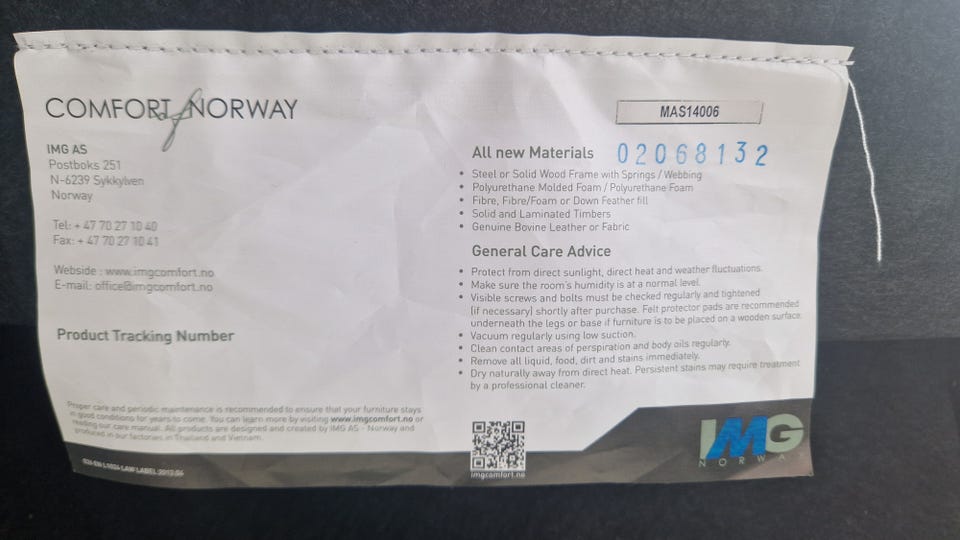 COMFORT of NORWAY
IMG AS
Postboks 251
N-6239 Sykkylven
Norway
Tel: + 47 70 27 10 40
Fax: + 47 70 27 10 41
Webside : www.imgcomfort.no
E-mail: office@imgcomfort.no
Product Tracking Number
Proper care and periodic maintenance is recommended to ensure that your furniture stays
in good conditions for years to come. You can learn more by visiting www.imgcomfort.no or
reading our care manual. All products are designed and created by IMG AS - Norway and
produced in our factories in Thailand and Vietnam.
LAW LABEL
MAS14006
All new Materials 02068132
• Steel or Solid Wood Frame with Springs / Webbing
• Polyurethane Molded Foam / Polyurethane Foam
• Fibre, Fibre/Foam or Down Feather fill
• Solid and Laminated Timbers
• Genuine Bovine Leather or Fabric
General Care Advice
• Protect from direct sunlight, direct heat and weather fluctuations.
• Make sure the room's humidity is at a normal level.
• Visible screws and bolts must be checked regularly and tightened
[if necessary] shortly after purchase. Felt protector pads are recommended
underneath the legs or base if furniture is to be placed on a wooden surface.
• Vacuum regularly using low suction.
• Clean contact areas of perspiration and body oils regularly.
• Remove all liquid, food, dirt and stains immediately.
• Dry naturally away from direct heat. Persistent stains may require treatment
by a professional cleaner.
imgcomfort.no
IMG
NORWAY